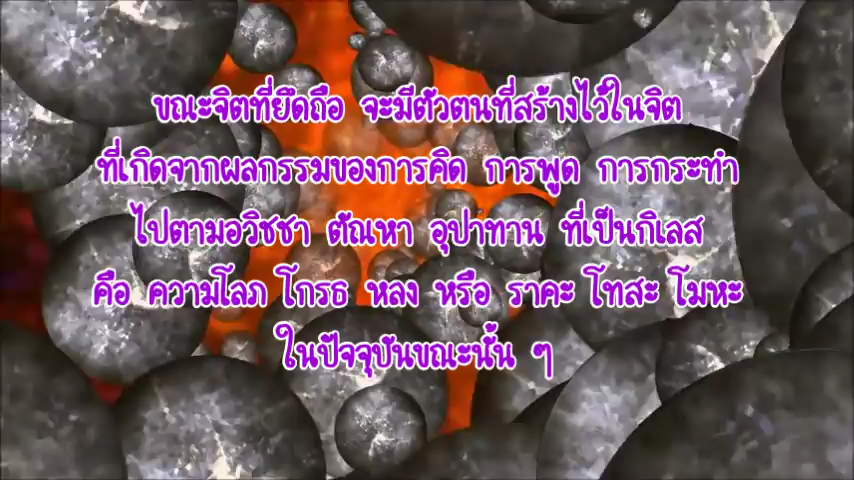 ขณะจิตที่ยึดถือ จะมีตัวตนที่สร้างไว้ในจิต
ที่เกิดจากผลกรรมของการคิด การพูด การกระทำ
ไปตามอวิชชา ตัณหา อุปาทาน ที่เป็นกิเลส
คือ ความโลภ โกรธ หลง หรือ ราคะ โทสะ โมหะ
ในปัจจุบันขณะนั้น ๆ